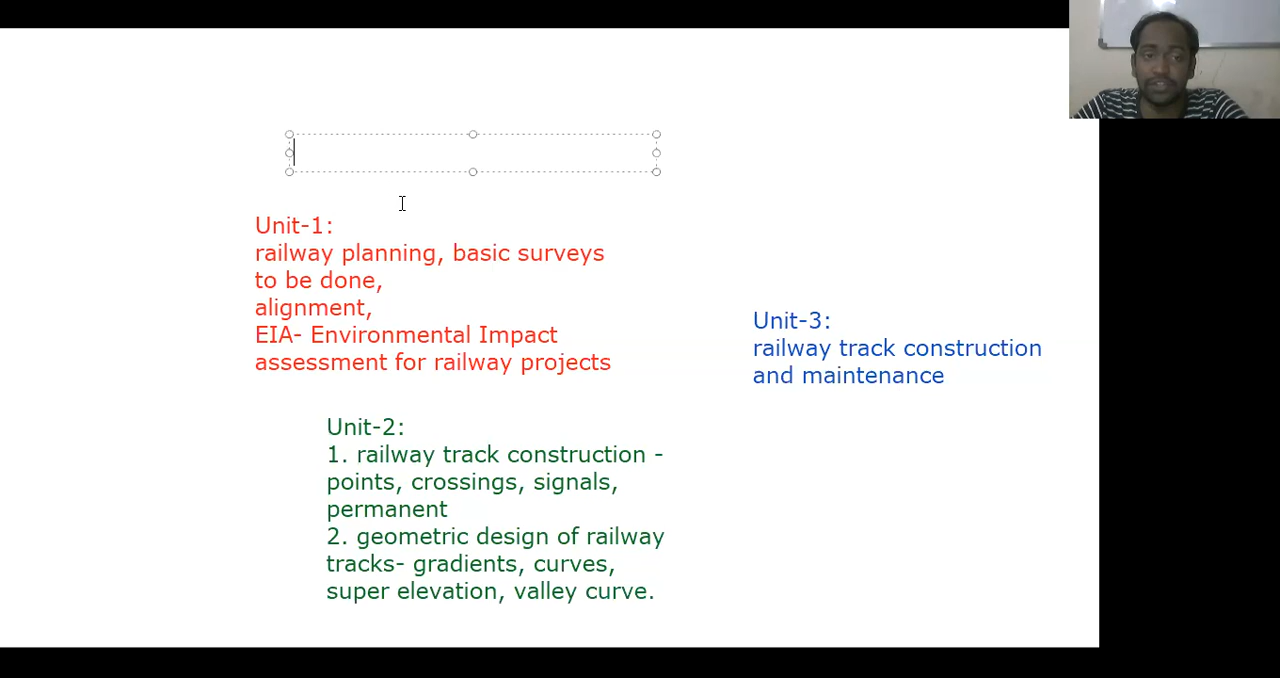 Unit-1:
railway planning, basic surveys
to be done,
alignment,
EIA- Environmental Impact
assessment for railway projects
Unit-2:
1. railway track construction -
points, crossings, signals,
permanent
2. geometric design of railway
tracks- gradients, curves,
super elevation, valley curve.
Unit-3:
railway track construction
and maintenance